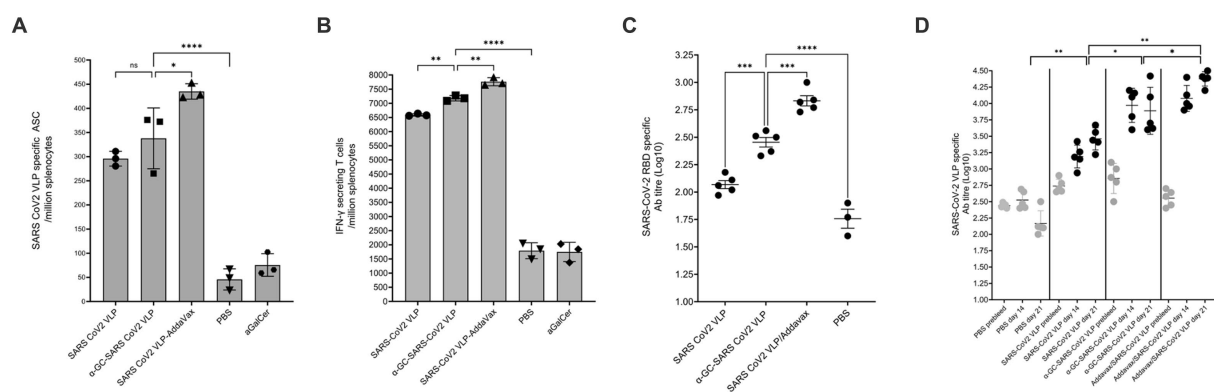 A
SARS CoV2 VLP specific ASC
/million splenocytes
500
450
400
350
300
250
200
150
100
50
0
ns
*
****
SARS CoV2 VLP
α-GC-SARS CoV2 VLP
SARS CoV2 VLP-AddaVax
PBS
aGalCer
B
IFN-γ secreting T cells
/million splenocytes
8000
7500
7000
6500
6000
5500
5000
4500
4000
3500
3000
2500
2000
1500
1000
500
0
**
**
****
SARS-CoV2 VLP
α-GC-SARS-CoV2 VLP
SARS CoV2 VLP-AddaVax
PBS
aGalCer
C
SARS-CoV-2 RBD specific
Ab titre (Log10)
3.25
3.00
2.75
2.50
2.25
2.00
1.75
1.50
1.25
1.00
***
***
****
SARS CoV2 VLP
α-GC-SARS-CoV2 VLP
SARS CoV2 VLP/Addavax
PBS
D
SARS-CoV-2 VLP specific
Ab titre (Log10)
4.50
4.25
4.00
3.75
3.50
3.25
3.00
2.75
2.50
2.25
2.00
1.75
1.50
1.25
1.00
**
**
*
*
PBS prebleed
PBS day 14
PBS day 21
SARS-CoV2 VLP prebleed
SARS-CoV2 VLP day 14
SARS-CoV2 VLP day 21
α-GC-SARS-CoV2 VLP prebleed
α-GC-SARS-CoV2 VLP day 14
α-GC-SARS-CoV2 VLP day 21
Addavax/SARS-CoV2 VLP prebleed
Addavax/SARS-CoV2 VLP day 14
Addavax/SARS-CoV2 VLP day 21